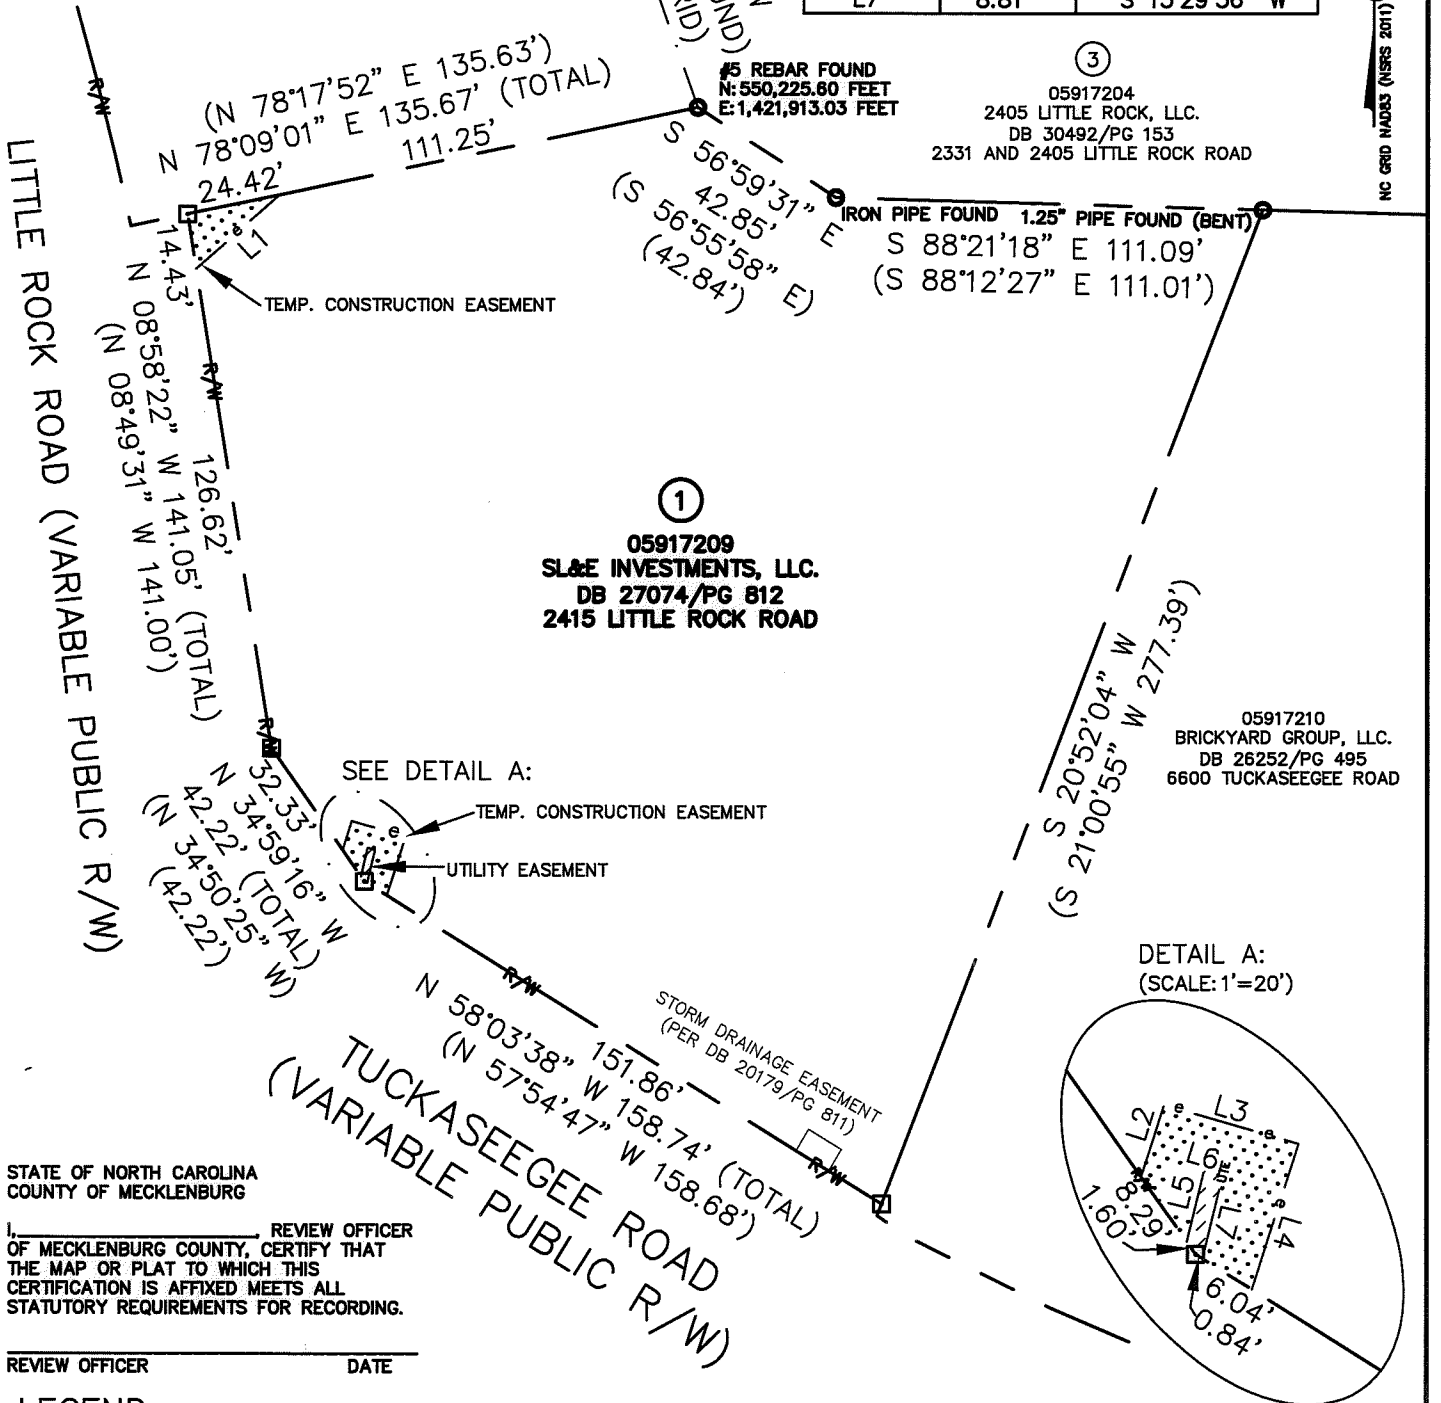 L7 8.81' S 15°29'56" W
NC GRID NAD83 (NSRS 2011)
#5 REBAR FOUND
N:550,225.60 FEET
E:1,421,913.03 FEET
3
05917204
2405 LITTLE ROCK, LLC.
DB 30492/PG 153
2331 AND 2405 LITTLE ROCK ROAD
R/W
(N 78°17'52" E 135.63')
N 78°09'01" E 135.67' (TOTAL)
24.42'
111.25'
S 56°59'31" E
42.85'
(S 56°55'58" E)
(42.84')
IRON PIPE FOUND
1.25" PIPE FOUND (BENT)
S 88°21'18" E 111.09'
(S 88°12'27" E 111.01')
e
L1
TEMP. CONSTRUCTION EASEMENT
LITTLE ROCK ROAD (VARIABLE PUBLIC R/W)
14.43'
R/W
126.62'
N 08°58'22" W 141.05' (TOTAL)
(N 08°49'31" W 141.00')
1
05917209
SL&E INVESTMENTS, LLC.
DB 27074/PG 812
2415 LITTLE ROCK ROAD
S 20°52'04" W
(S 21°00'55" W 277.39')
05917210
BRICKYARD GROUP, LLC.
DB 26252/PG 495
6600 TUCKASEEGEE ROAD
R/W
32.33'
N 34°59'16" W
42.22' (TOTAL)
(N 34°50'25" W)
(42.22')
SEE DETAIL A:
e
TEMP. CONSTRUCTION EASEMENT
UTILITY EASEMENT
R/W
151.86'
N 58°03'38" W 158.74' (TOTAL)
(N 57°54'47" W 158.68')
STORM DRAINAGE EASEMENT
(PER DB 20179/PG 811)
R/W
TUCKASEEGEE ROAD
(VARIABLE PUBLIC R/W)
DETAIL A:
(SCALE:1'=20')
L2
e
L3
e
L6
L5
L7
e
L4
8.29'
1.60'
6.04'
0.84'
STATE OF NORTH CAROLINA
COUNTY OF MECKLENBURG
I,________________, REVIEW OFFICER
OF MECKLENBURG COUNTY, CERTIFY THAT
THE MAP OR PLAT TO WHICH THIS
CERTIFICATION IS AFFIXED MEETS ALL
STATUTORY REQUIREMENTS FOR RECORDING.
REVIEW OFFICER DATE
LEGEND